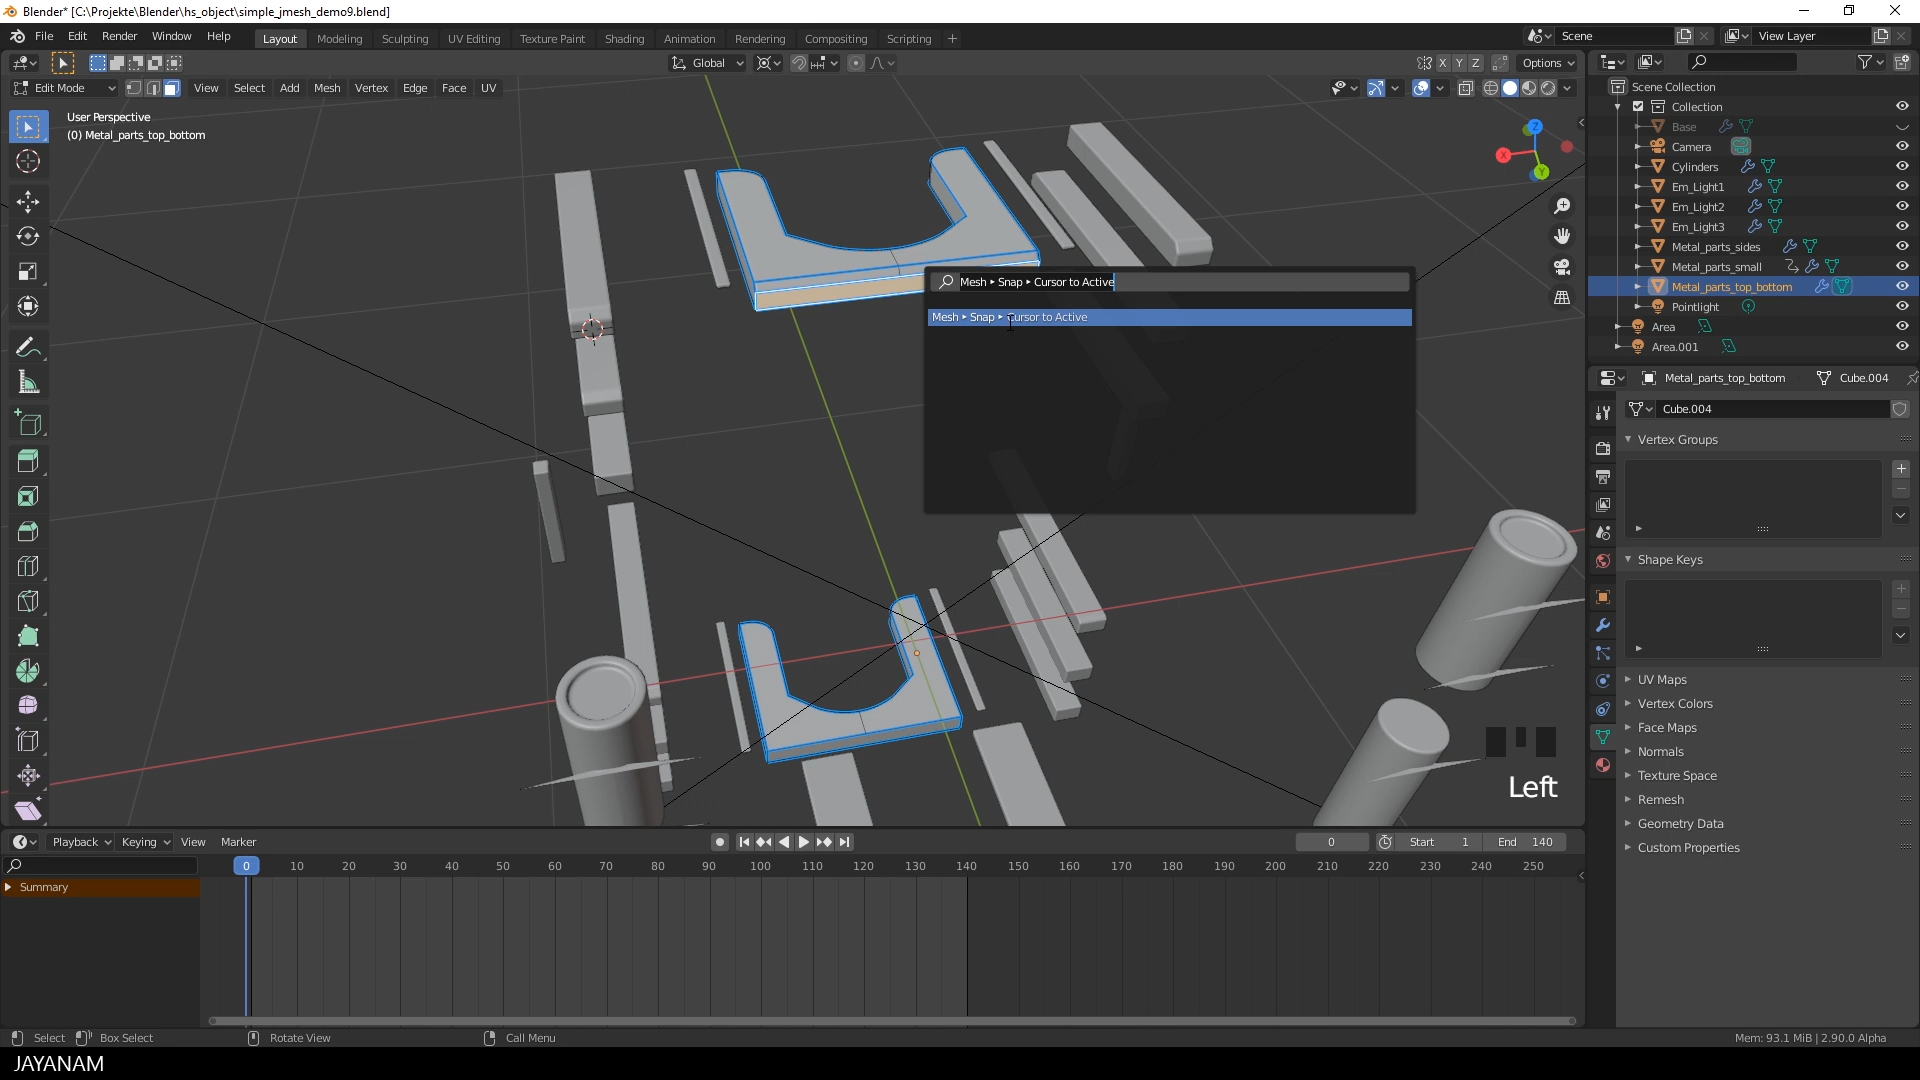 Blender* [C:\Projekte\Blender\hs_object\simple_jmesh_demo9.blend]
File Edit Render Window Help Layout Modeling Sculpting UV Editing Texture Paint Shading Animation Rendering Compositing Scripting + Scene View Layer
Global X Y Z Options
Edit Mode View Select Add Mesh Vertex Edge Face UV
User Perspective
(0) Metal_parts_top_bottom
Z
X
Y
Mesh ▸ Snap ▸ Cursor to Active
Mesh ▸ Snap ▸ Cursor to Active
Left
Scene Collection
Collection
Base
Camera
Cylinders
Em_Light1
Em_Light2
Em_Light3
Metal_parts_sides
Metal_parts_small
Metal_parts_top_bottom
Pointlight
Area
Area.001
Metal_parts_top_bottom Cube.004
Cube.004
Vertex Groups
Shape Keys
UV Maps
Vertex Colors
Face Maps
Normals
Texture Space
Remesh
Geometry Data
Custom Properties
Playback Keying View Marker 0 Start 1 End 140
0 10 20 30 40 50 60 70 80 90 100 110 120 130 140 150 160 170 180 190 200 210 220 230 240 250
Summary
Select Box Select Rotate View Call Menu Mem: 93.1 MiB | 2.90.0 Alpha
JAYANAM